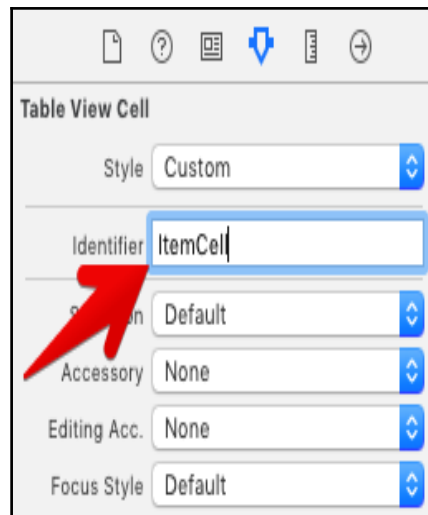 Table View Cell
Style Custom
Identifier ItemCell
Default
Accessory None
Editing Acc. None
Focus Style Default